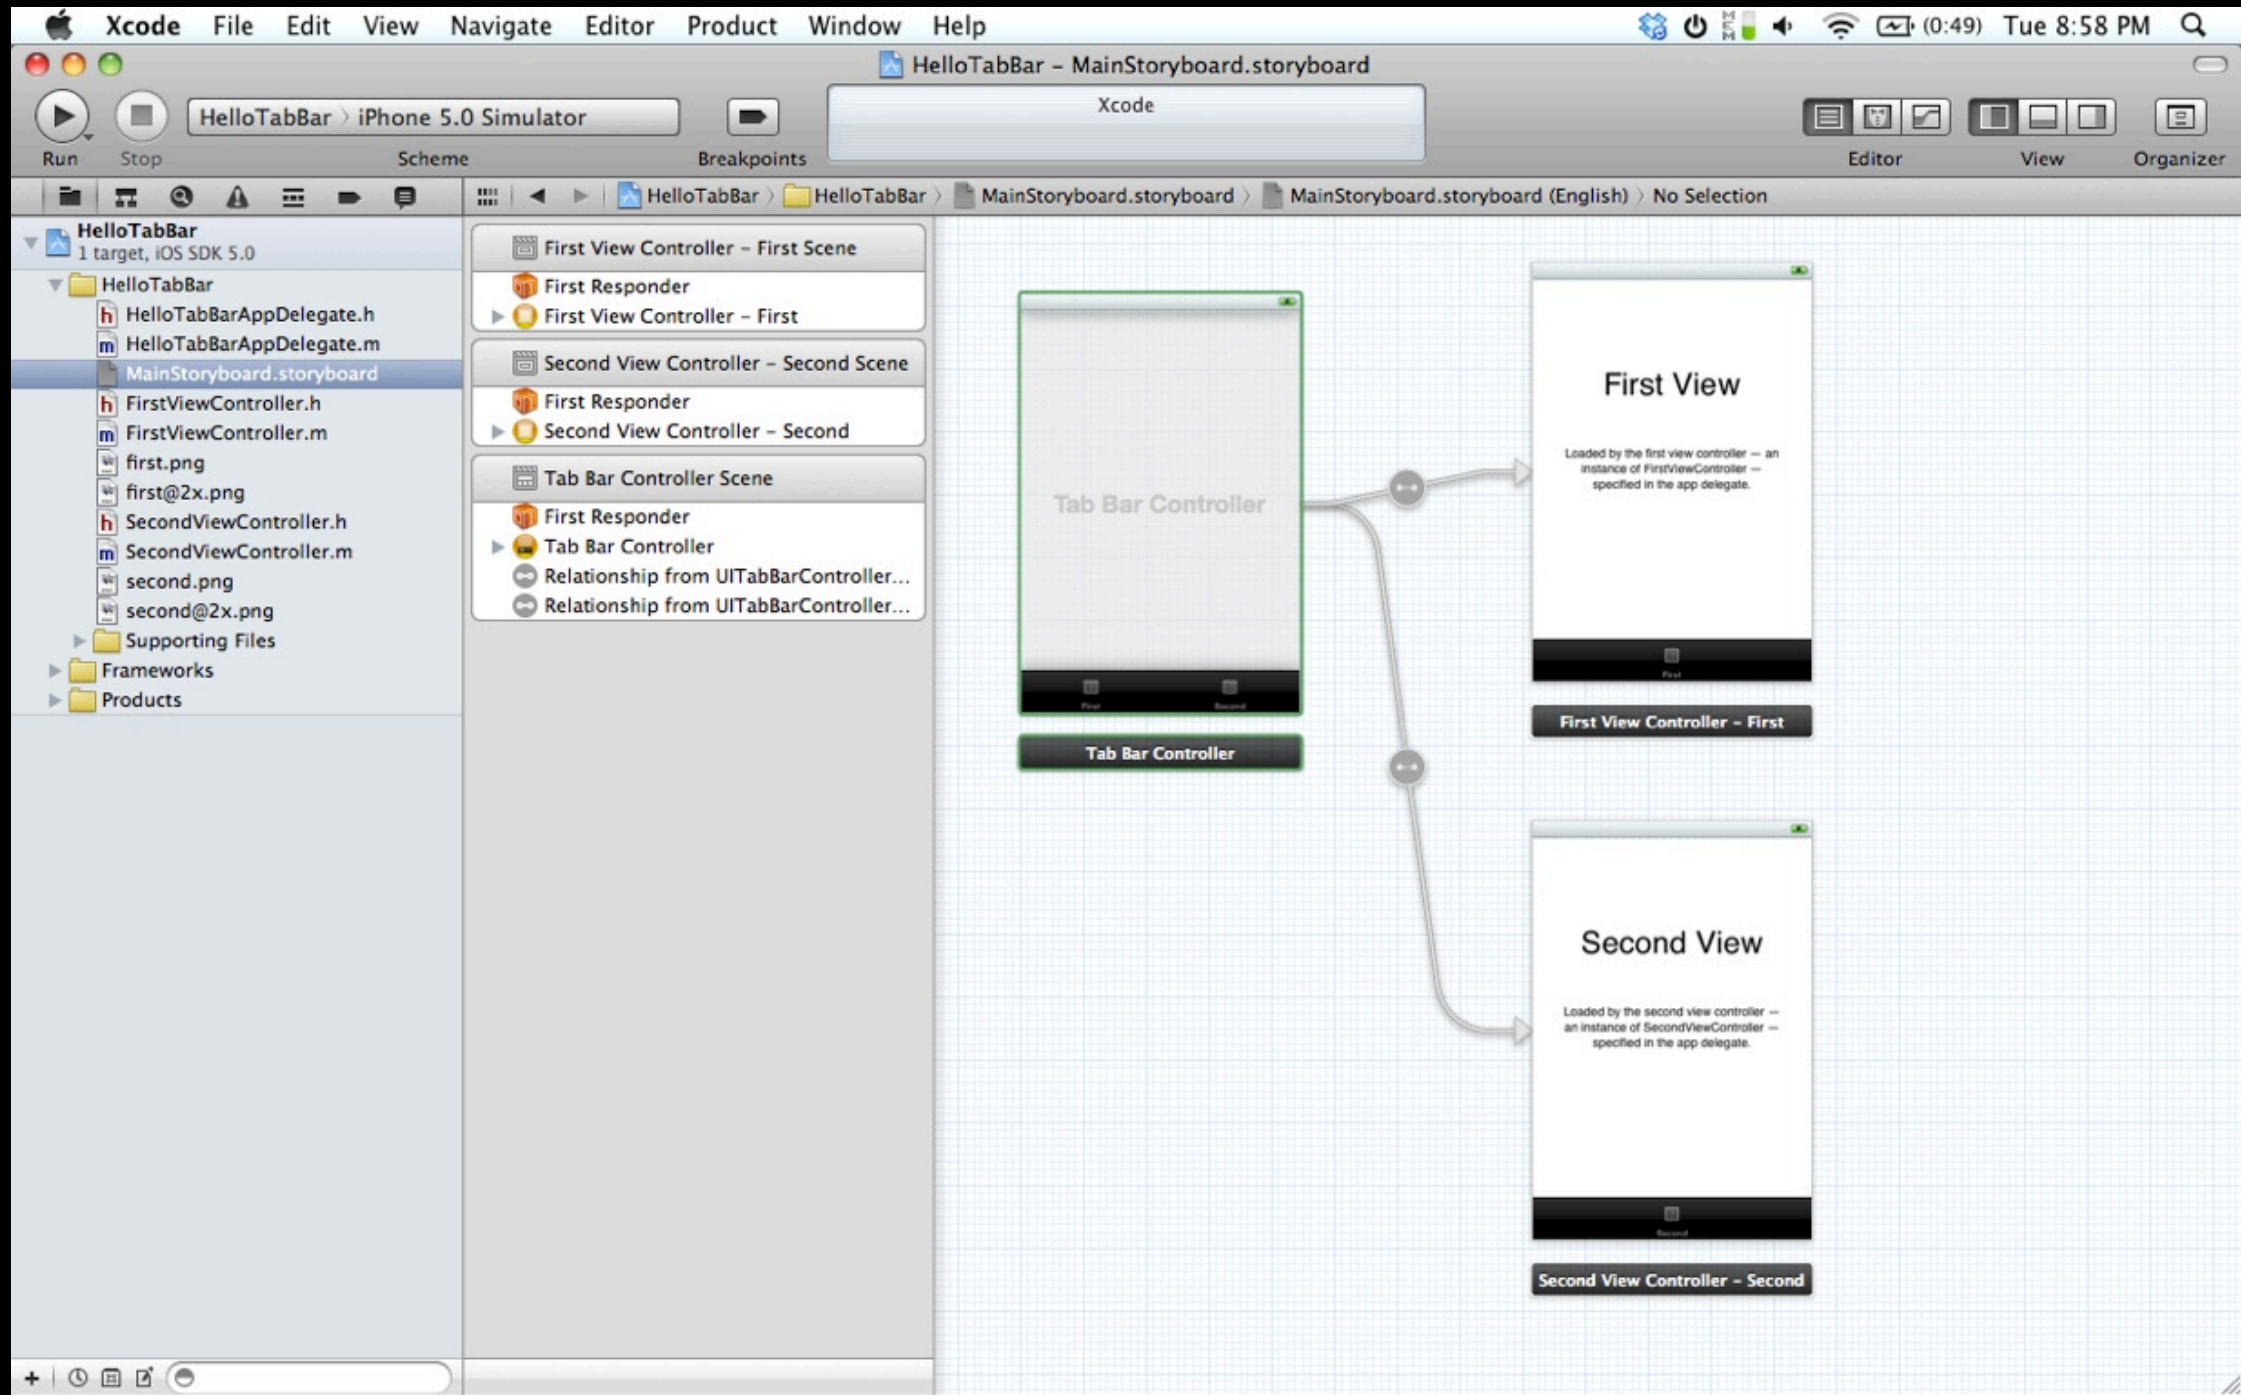 Xcode File Edit View Navigate Editor Product Window Help
MEM
(0:49) Tue 8:58 PM
HelloTabBar – MainStoryboard.storyboard
HelloTabBar 〉 iPhone 5.0 Simulator
Xcode
Run Stop Scheme Breakpoints Editor View Organizer
HelloTabBar 〉 HelloTabBar 〉 MainStoryboard.storyboard 〉 MainStoryboard.storyboard (English) 〉 No Selection
HelloTabBar
1 target, iOS SDK 5.0
HelloTabBar
h HelloTabBarAppDelegate.h
m HelloTabBarAppDelegate.m
MainStoryboard.storyboard
h FirstViewController.h
m FirstViewController.m
first.png
first@2x.png
h SecondViewController.h
m SecondViewController.m
second.png
second@2x.png
Supporting Files
Frameworks
Products
First View Controller – First Scene
First Responder
First View Controller – First
Second View Controller – Second Scene
First Responder
Second View Controller – Second
Tab Bar Controller Scene
First Responder
Tab Bar Controller
Relationship from UITabBarController...
Relationship from UITabBarController...
Tab Bar Controller
First
Second
Tab Bar Controller
First View
Loaded by the first view controller — an
instance of FirstViewController —
specified in the app delegate.
First
First View Controller – First
Second View
Loaded by the second view controller —
an instance of SecondViewController —
specified in the app delegate.
Second
Second View Controller – Second